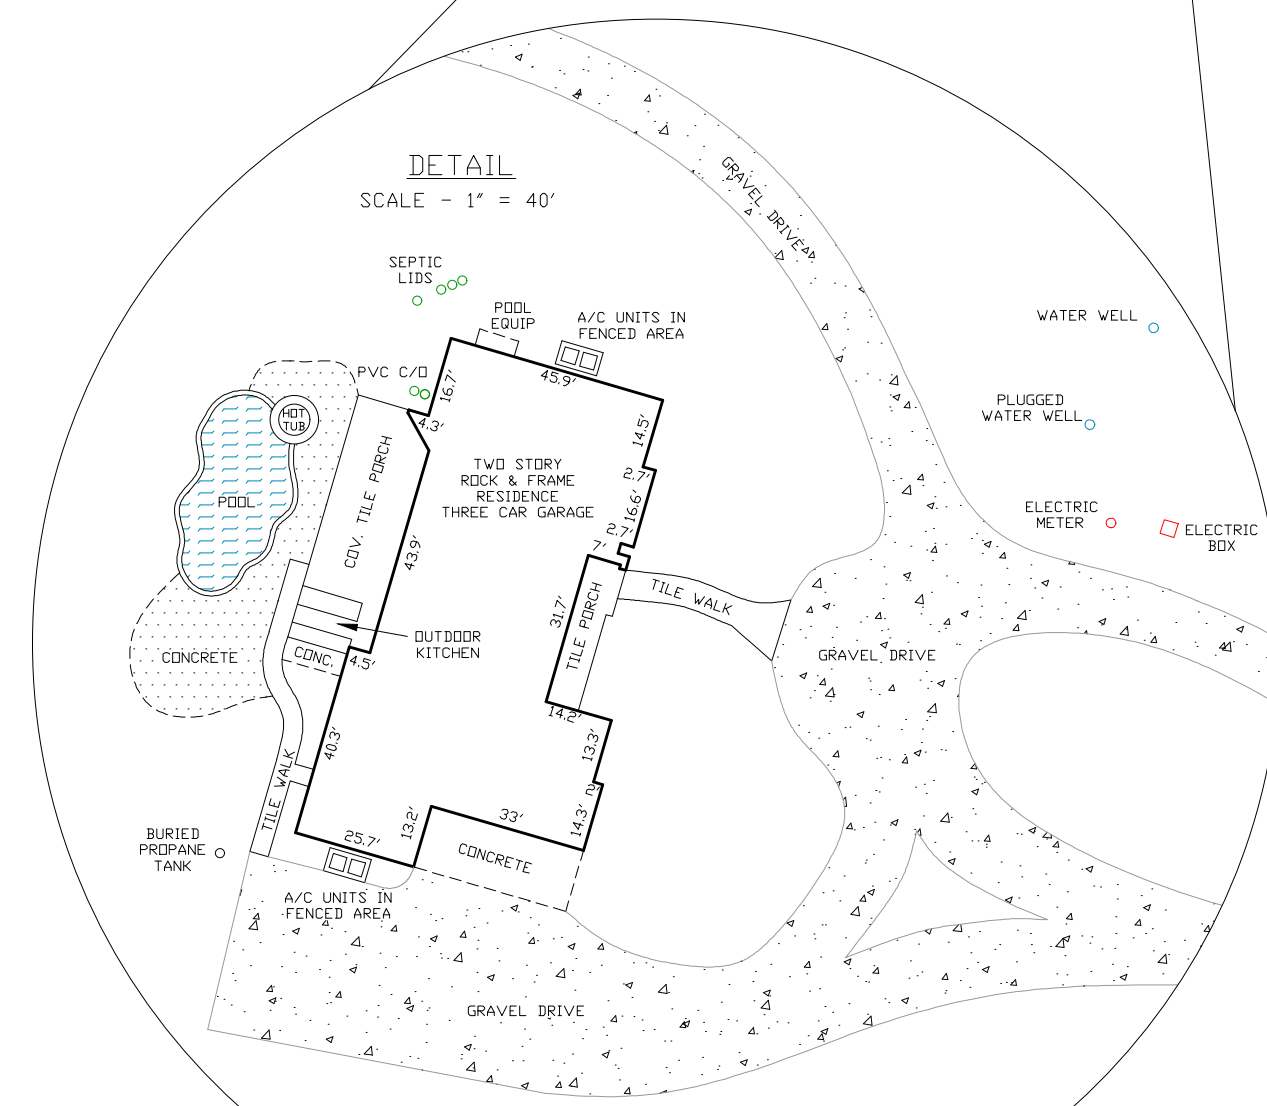 DETAIL
SCALE - 1" = 40'
GRAVEL DRIVE
SEPTIC
LIDS
POOL
EQUIP
A/C UNITS IN
FENCED AREA
WATER WELL
PVC C/O
16.7'
45.9'
4.3'
14.5'
HOT
TUB
PLUGGED
WATER WELL
TWO STORY
ROCK & FRAME
RESIDENCE
THREE CAR GARAGE
2.7'
16.6'
2.7'
7'
POOL
COV. TILE PORCH
43.9'
ELECTRIC
METER
ELECTRIC
BOX
TILE WALK
31.7'
TILE PORCH
OUTDOOR
KITCHEN
CONCRETE
CONC.
4.5'
GRAVEL DRIVE
14.2'
13.3'
40.3'
TILE WALK
2'
14.3'
33'
13.2'
25.7'
BURIED
PROPANE
TANK
CONCRETE
A/C UNITS IN
FENCED AREA
GRAVEL DRIVE